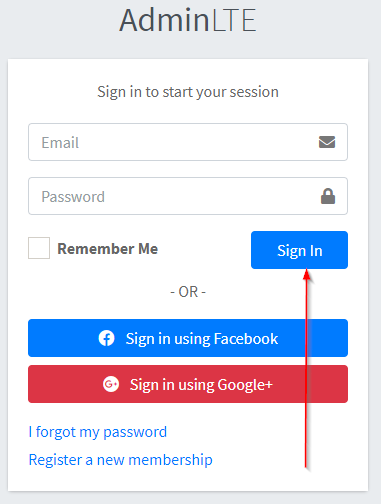 AdminLTE
Sign in to start your session
Email
Password
Remember Me
Sign In
- OR -
Sign in using Facebook
Sign in using Google+
I forgot my password
Register a new membership